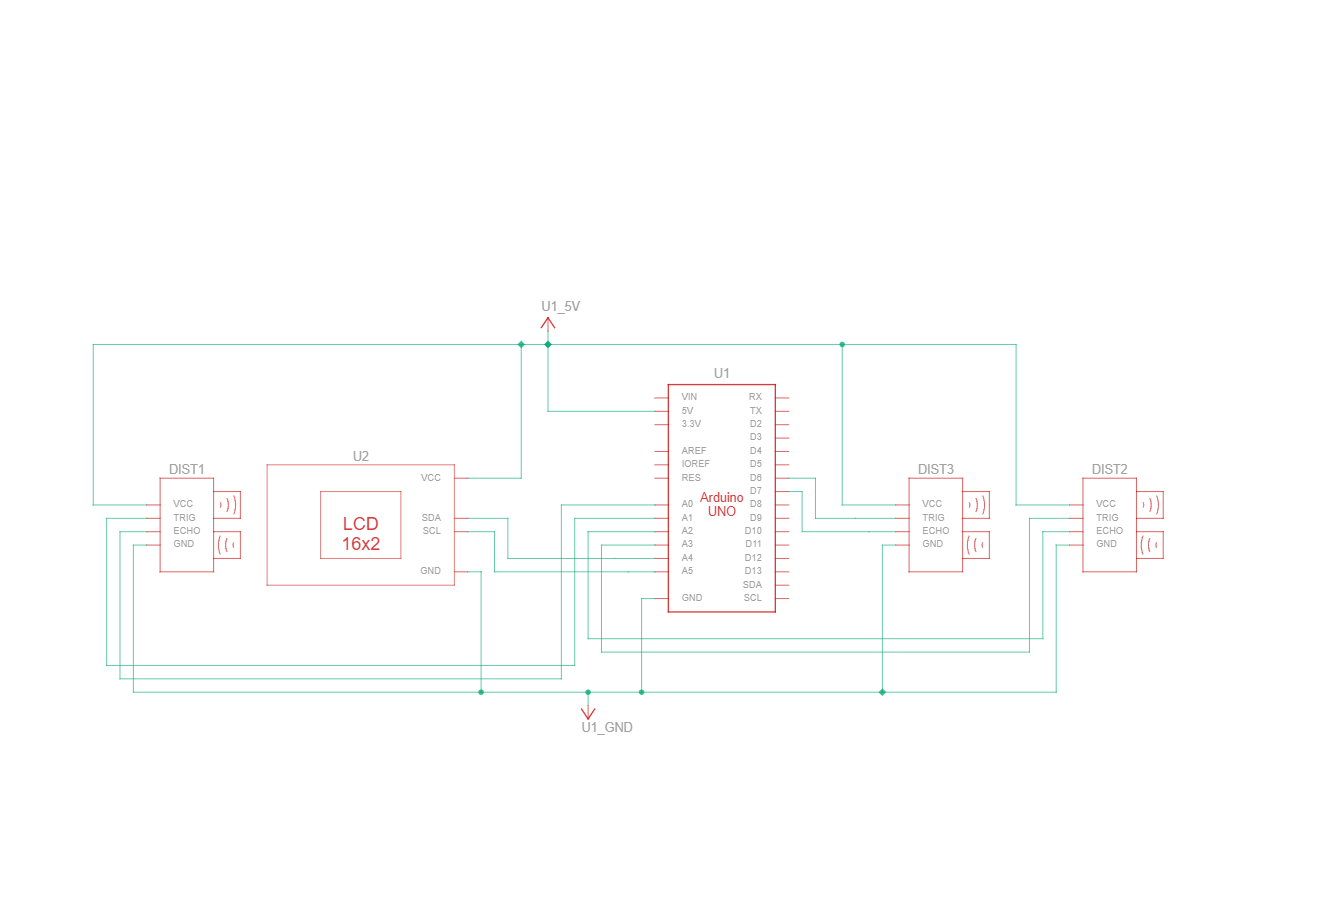 U1_5V
U1
VIN
5V
3.3V
AREF
IOREF
RES
A0
A1
A2
A3
A4
A5
GND
RX
TX
D2
D3
D4
D5
D6
D7
D8
D9
D10
D11
D12
D13
SDA
SCL
Arduino
UNO
DIST1
VCC
TRIG
ECHO
GND
U2
LCD
16x2
VCC
SDA
SCL
GND
DIST3
VCC
TRIG
ECHO
GND
DIST2
VCC
TRIG
ECHO
GND
U1_GND